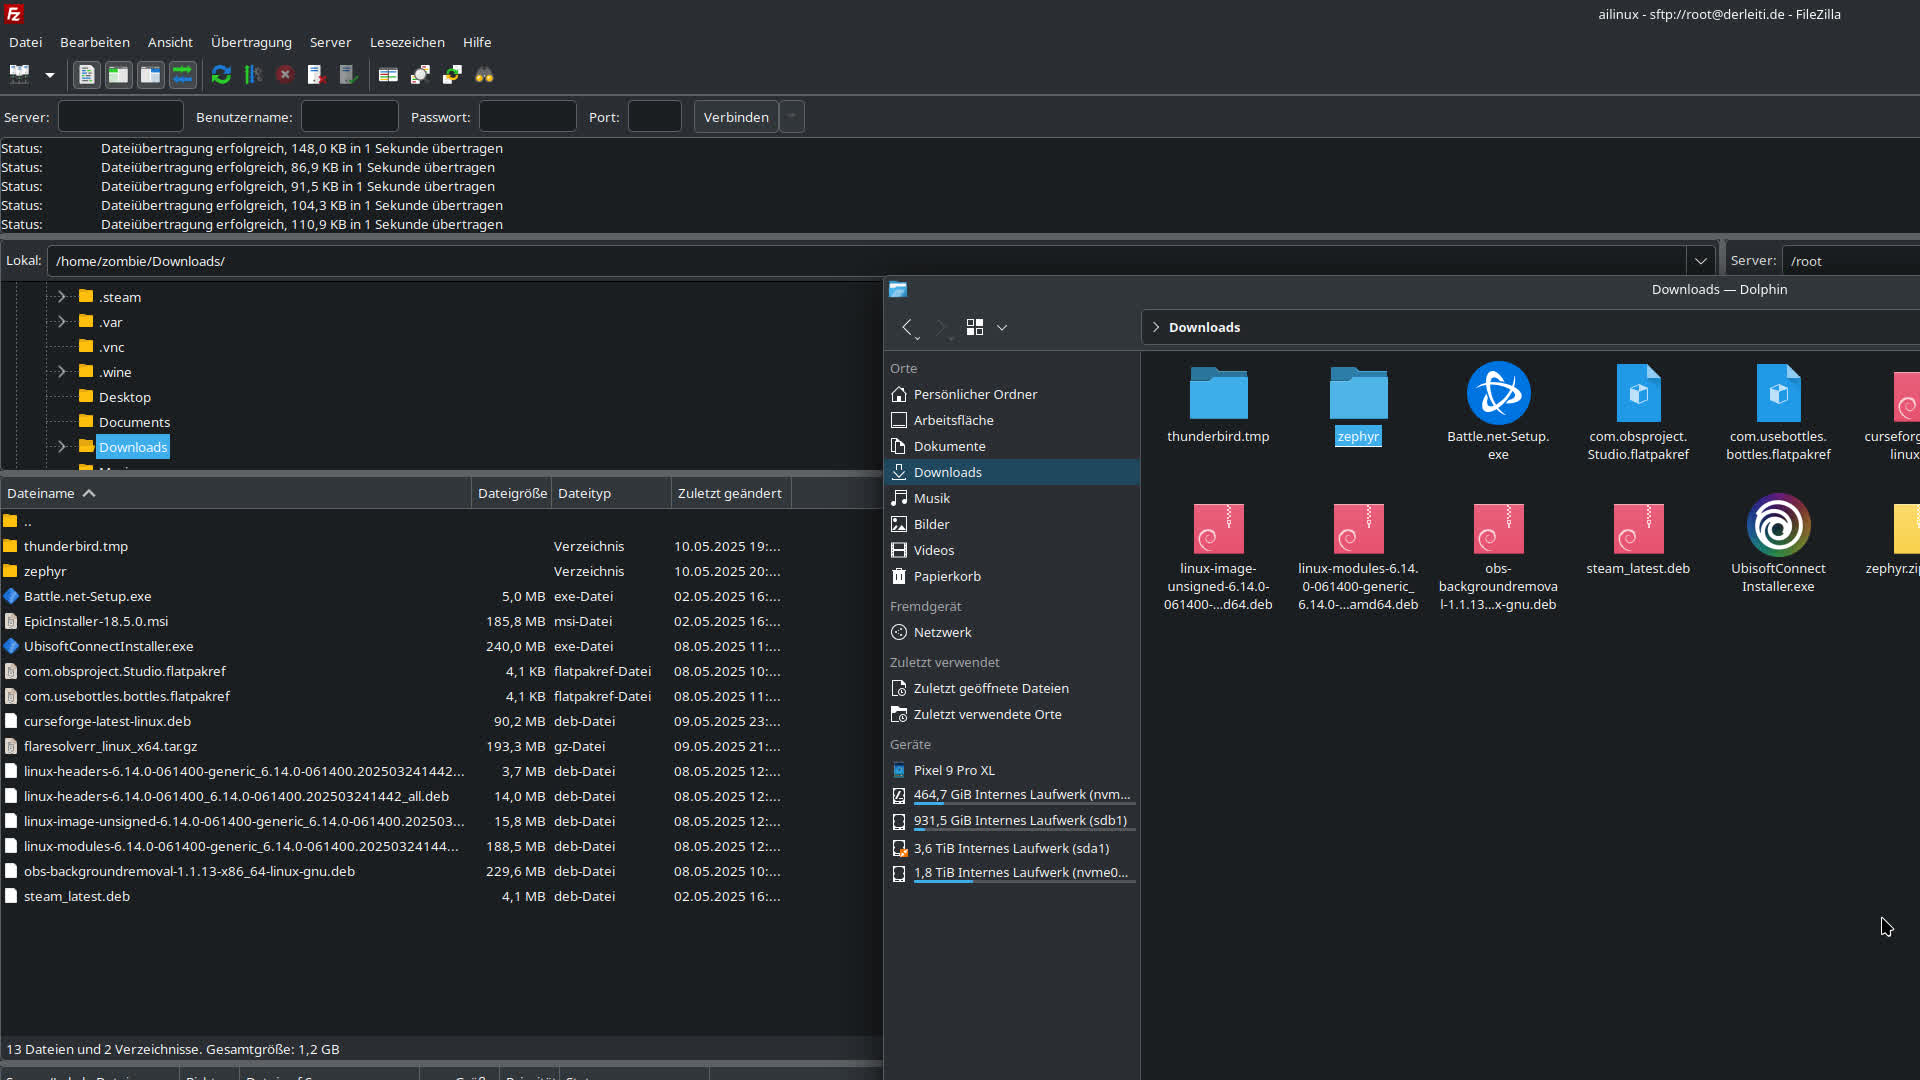 ailinux - sftp://root@derleiti.de - FileZilla
Datei Bearbeiten Ansicht Übertragung Server Lesezeichen Hilfe
Server: Benutzername: Passwort: Port: Verbinden
Status: Dateiübertragung erfolgreich, 148,0 KB in 1 Sekunde übertragen
Status: Dateiübertragung erfolgreich, 86,9 KB in 1 Sekunde übertragen
Status: Dateiübertragung erfolgreich, 91,5 KB in 1 Sekunde übertragen
Status: Dateiübertragung erfolgreich, 104,3 KB in 1 Sekunde übertragen
Status: Dateiübertragung erfolgreich, 110,9 KB in 1 Sekunde übertragen
Lokal: /home/zombie/Downloads/
Server: /root
.steam
.var
.vnc
.wine
Desktop
Documents
Downloads
Dateiname Dateigröße Dateityp Zuletzt geändert
..
thunderbird.tmp Verzeichnis 10.05.2025 19:...
zephyr Verzeichnis 10.05.2025 20:...
Battle.net-Setup.exe 5,0 MB exe-Datei 02.05.2025 16:...
EpicInstaller-18.5.0.msi 185,8 MB msi-Datei 02.05.2025 16:...
UbisoftConnectInstaller.exe 240,0 MB exe-Datei 08.05.2025 11:...
com.obsproject.Studio.flatpakref 4,1 KB flatpakref-Datei 08.05.2025 10:...
com.usebottles.bottles.flatpakref 4,1 KB flatpakref-Datei 08.05.2025 11:...
curseforge-latest-linux.deb 90,2 MB deb-Datei 09.05.2025 23:...
flaresolverr_linux_x64.tar.gz 193,3 MB gz-Datei 09.05.2025 21:...
linux-headers-6.14.0-061400-generic_6.14.0-061400.202503241442... 3,7 MB deb-Datei 08.05.2025 12:...
linux-headers-6.14.0-061400_6.14.0-061400.202503241442_all.deb 14,0 MB deb-Datei 08.05.2025 12:...
linux-image-unsigned-6.14.0-061400-generic_6.14.0-061400.202503... 15,8 MB deb-Datei 08.05.2025 12:...
linux-modules-6.14.0-061400-generic_6.14.0-061400.20250324144... 188,5 MB deb-Datei 08.05.2025 12:...
obs-backgroundremoval-1.1.13-x86_64-linux-gnu.deb 229,6 MB deb-Datei 08.05.2025 10:...
steam_latest.deb 4,1 MB deb-Datei 02.05.2025 16:...
13 Dateien und 2 Verzeichnisse. Gesamtgröße: 1,2 GB
Downloads — Dolphin
Downloads
Orte
Persönlicher Ordner
Arbeitsfläche
Dokumente
Downloads
Musik
Bilder
Videos
Papierkorb
Fremdgerät
Netzwerk
Zuletzt verwendet
Zuletzt geöffnete Dateien
Zuletzt verwendete Orte
Geräte
Pixel 9 Pro XL
464,7 GiB Internes Laufwerk (nvm...
931,5 GiB Internes Laufwerk (sdb1)
3,6 TiB Internes Laufwerk (sda1)
1,8 TiB Internes Laufwerk (nvme0...
thunderbird.tmp
zephyr
Battle.net-Setup.
exe
com.obsproject.
Studio.flatpakref
com.usebottles.
bottles.flatpakref
curseforg
linux
linux-image-
unsigned-6.14.0-
061400-...d64.deb
linux-modules-6.14.
0-061400-generic_
6.14.0-...amd64.deb
obs-
backgroundremova
l-1.1.13...x-gnu.deb
steam_latest.deb
UbisoftConnect
Installer.exe
zephyr.zip